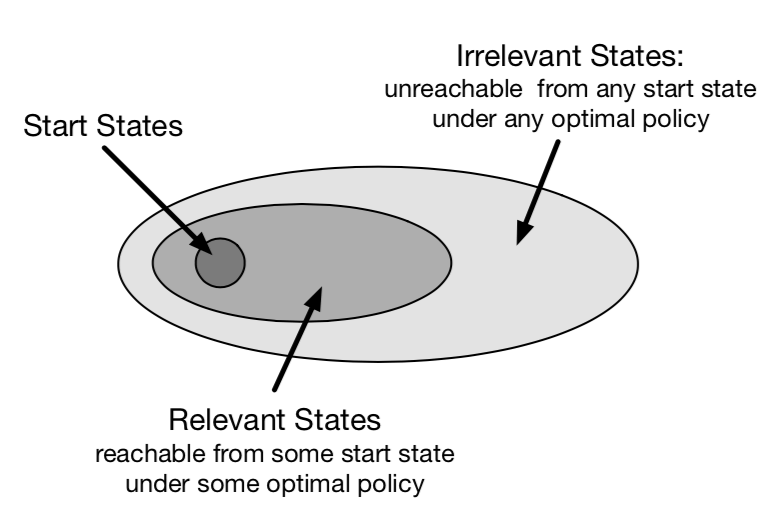 Irrelevant States:
unreachable from any start state
under any optimal policy
Start States
Relevant States
reachable from some start state
under some optimal policy